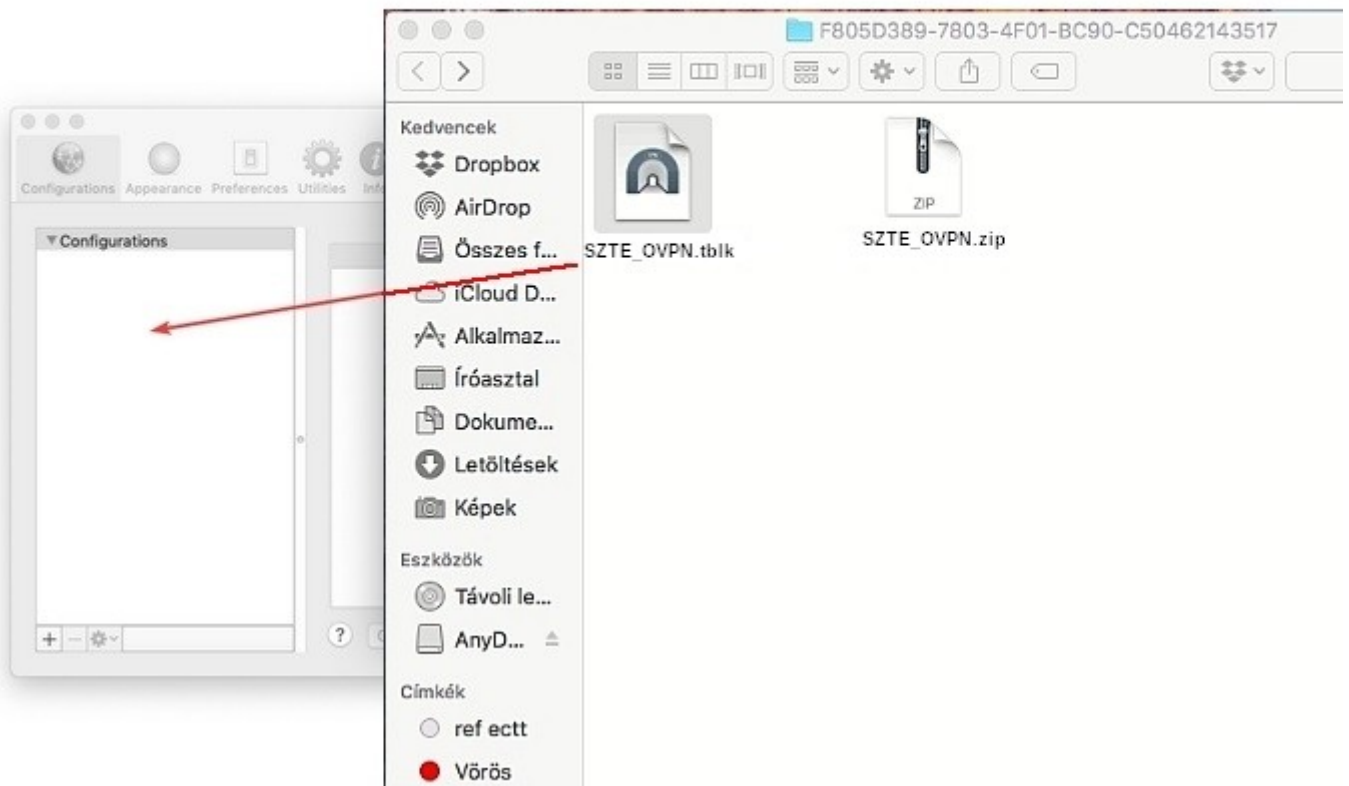 F805D389-7803-4F01-BC90-C50462143517
Configurations Appearance Preferences Utilities Info
Configurations
?
Kedvencek
Dropbox
AirDrop
Összes f...
iCloud D...
Alkalmaz...
Íróasztal
Dokume...
Letöltések
Képek
Eszközök
Távoli le...
AnyD...
Címkék
ref ectt
Vörös
SZTE_OVPN.tblk
ZIP
SZTE_OVPN.zip